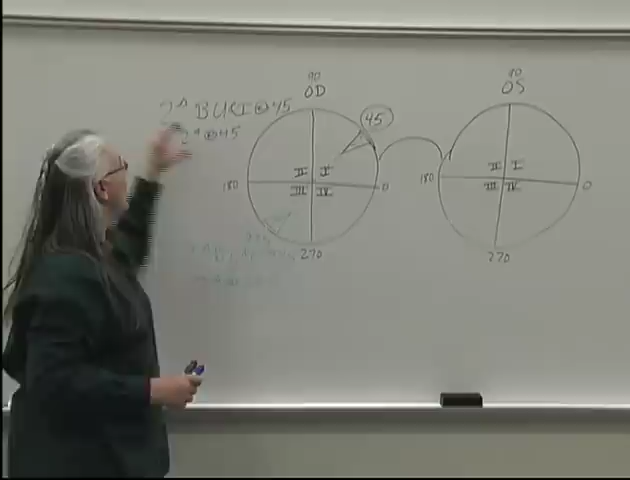 90
OD
2^Δ BU&I @ 45
2^Δ @ 45
45
II I
180 0
III IV
270
90
OS
II I
180 0
III IV
270